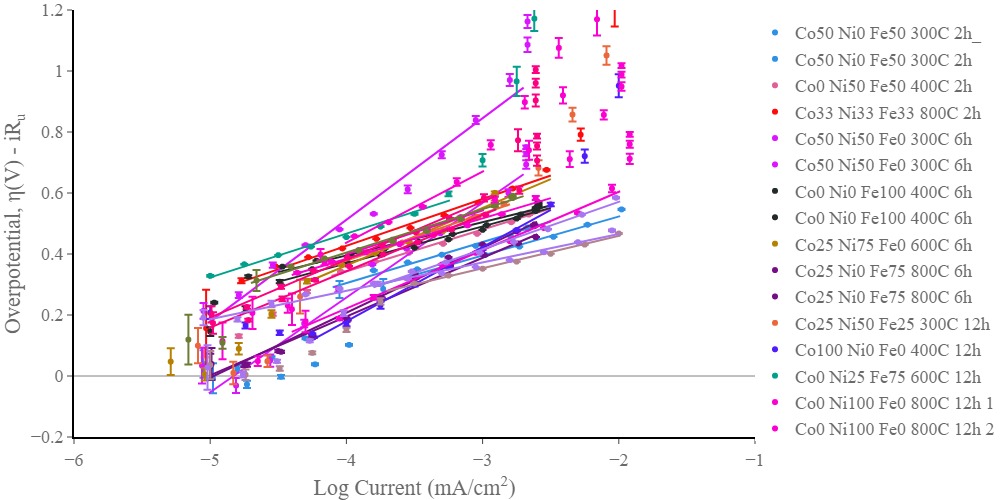 1.2
1
0.8
0.6
0.4
0.2
0
−0.2
−6
−5
−4
−3
−2
−1
Overpotential, η(V) - iRu
Log Current (mA/cm²)
Co50 Ni0 Fe50 300C 2h_
Co50 Ni0 Fe50 300C 2h
Co0 Ni50 Fe50 400C 2h
Co33 Ni33 Fe33 800C 2h
Co50 Ni50 Fe0 300C 6h
Co50 Ni50 Fe0 300C 6h
Co0 Ni0 Fe100 400C 6h
Co0 Ni0 Fe100 400C 6h
Co25 Ni75 Fe0 600C 6h
Co25 Ni0 Fe75 800C 6h
Co25 Ni0 Fe75 800C 6h
Co25 Ni50 Fe25 300C 12h
Co100 Ni0 Fe0 400C 12h
Co0 Ni25 Fe75 600C 12h
Co0 Ni100 Fe0 800C 12h 1
Co0 Ni100 Fe0 800C 12h 2